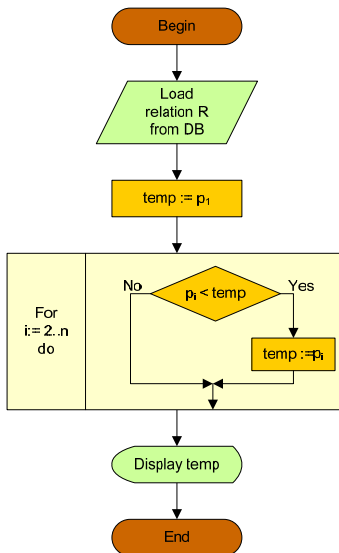 Begin
Load
relation R
from DB
temp := p₁
For
i:= 2..n
do
No
pᵢ < temp
Yes
temp :=pᵢ
Display temp
End